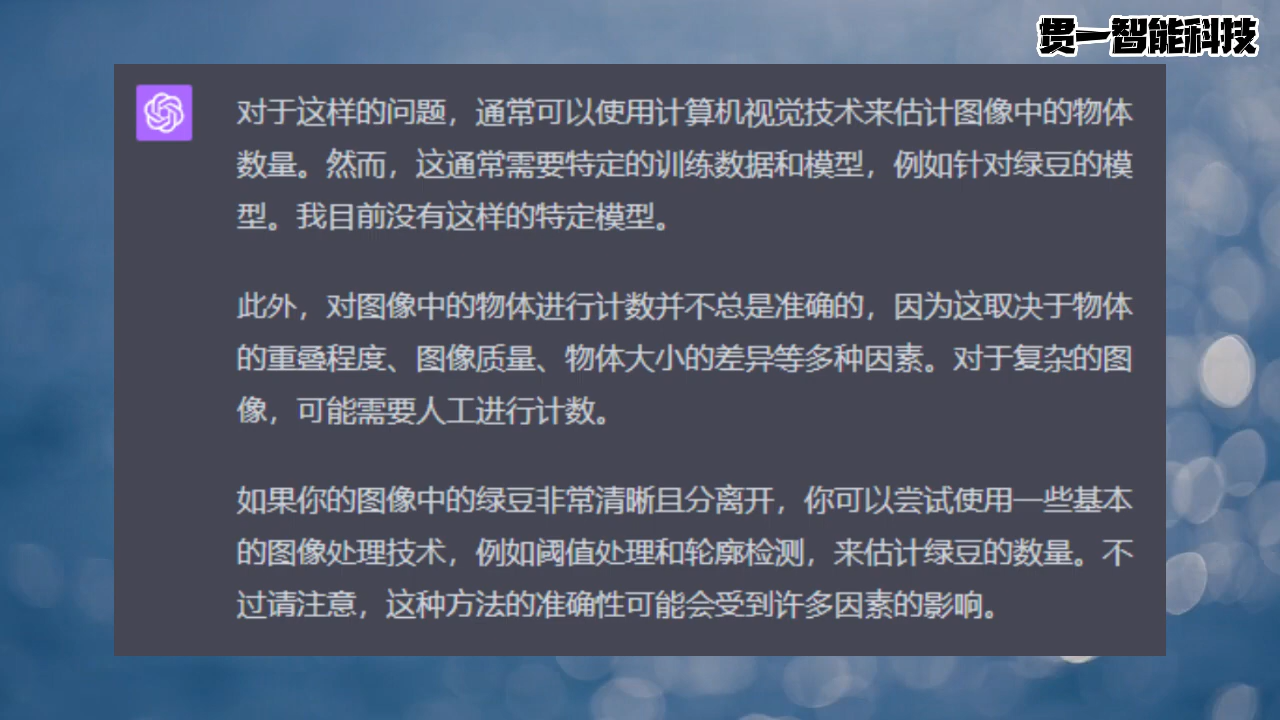 贯一智能科技
对于这样的问题，通常可以使用计算机视觉技术来估计图像中的物体
数量。然而，这通常需要特定的训练数据和模型，例如针对绿豆的模
型。我目前没有这样的特定模型。
此外，对图像中的物体进行计数并不总是准确的，因为这取决于物体
的重叠程度、图像质量、物体大小的差异等多种因素。对于复杂的图
像，可能需要人工进行计数。
如果你的图像中的绿豆非常清晰且分离开，你可以尝试使用一些基本
的图像处理技术，例如阈值处理和轮廓检测，来估计绿豆的数量。不
过请注意，这种方法的准确性可能会受到许多因素的影响。